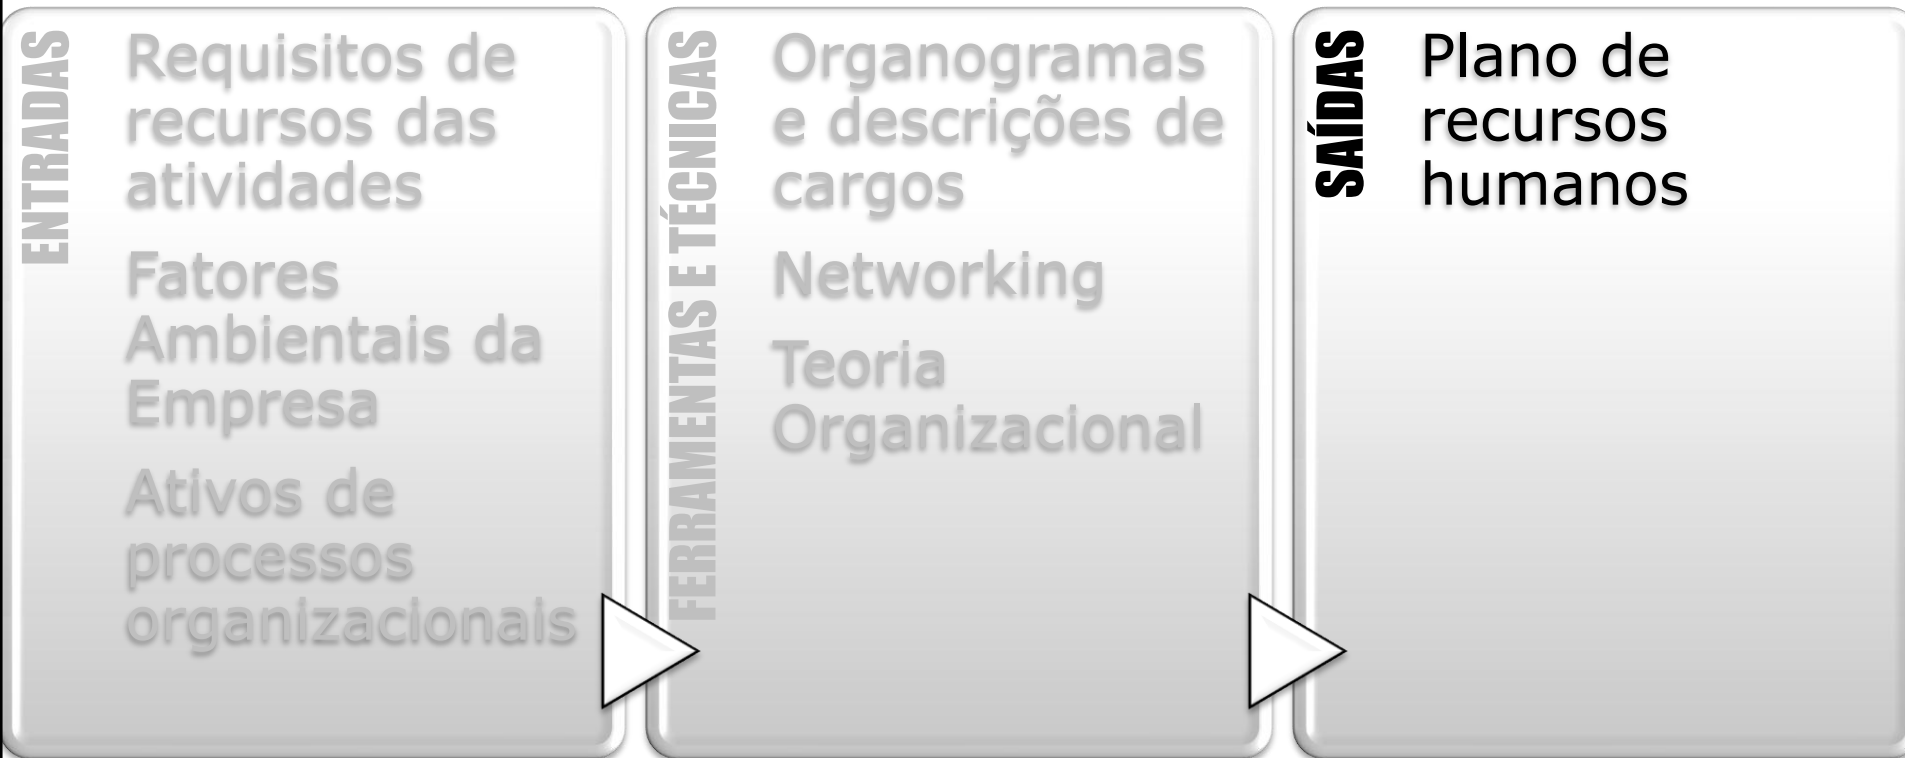 ENTRADAS
Requisitos de
recursos das
atividades
Fatores
Ambientais da
Empresa
Ativos de
processos
organizacionais
FERRAMENTAS E TÉCNICAS
Organogramas
e descrições de
cargos
Networking
Teoria
Organizacional
SAÍDAS
Plano de
recursos
humanos